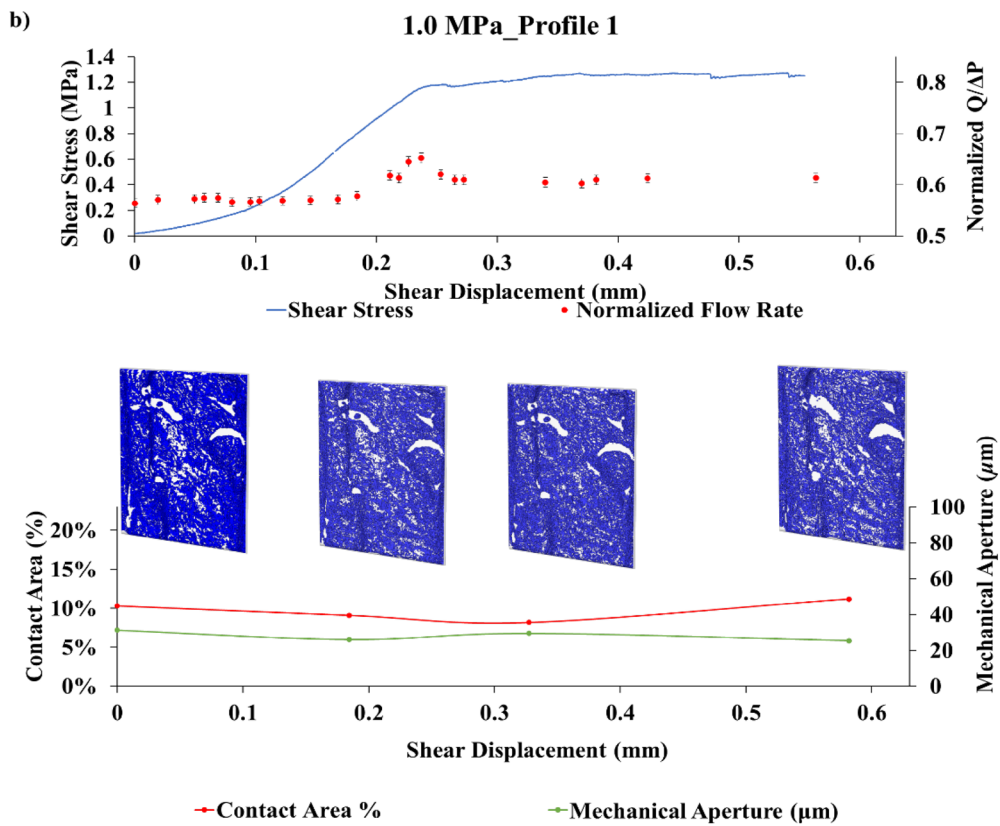 b)
1.0 MPa_Profile 1
Shear Stress (MPa)
1.4
1.2
1
0.8
0.6
0.4
0.2
0
Normalized Q/ΔP
0.8
0.7
0.6
0.5
0 0.1 0.2 0.3 0.4 0.5 0.6
Shear Displacement (mm)
Shear Stress Normalized Flow Rate
Contact Area (%)
20%
15%
10%
5%
0%
Mechanical Aperture (μm)
100
80
60
40
20
0
0 0.1 0.2 0.3 0.4 0.5 0.6
Shear Displacement (mm)
Contact Area % Mechanical Aperture (μm)